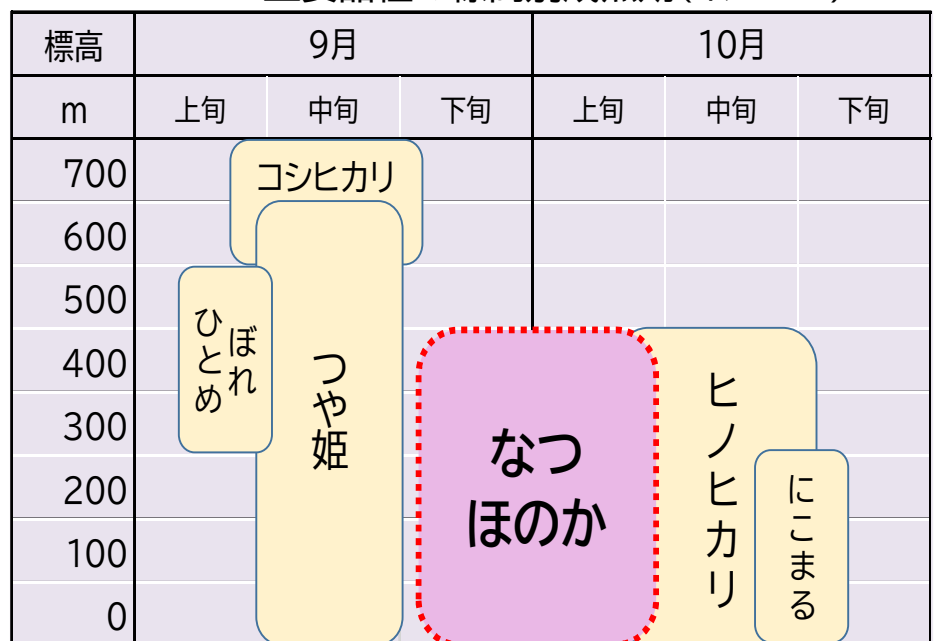 標高 9月 10月
m 上旬 中旬 下旬 上旬 中旬 下旬
700
600
500
400
300
200
100
0
コシヒカリ
ひとめ
ぼれ
つや姫
なつ
ほのか
ヒノヒカリ
にこまる